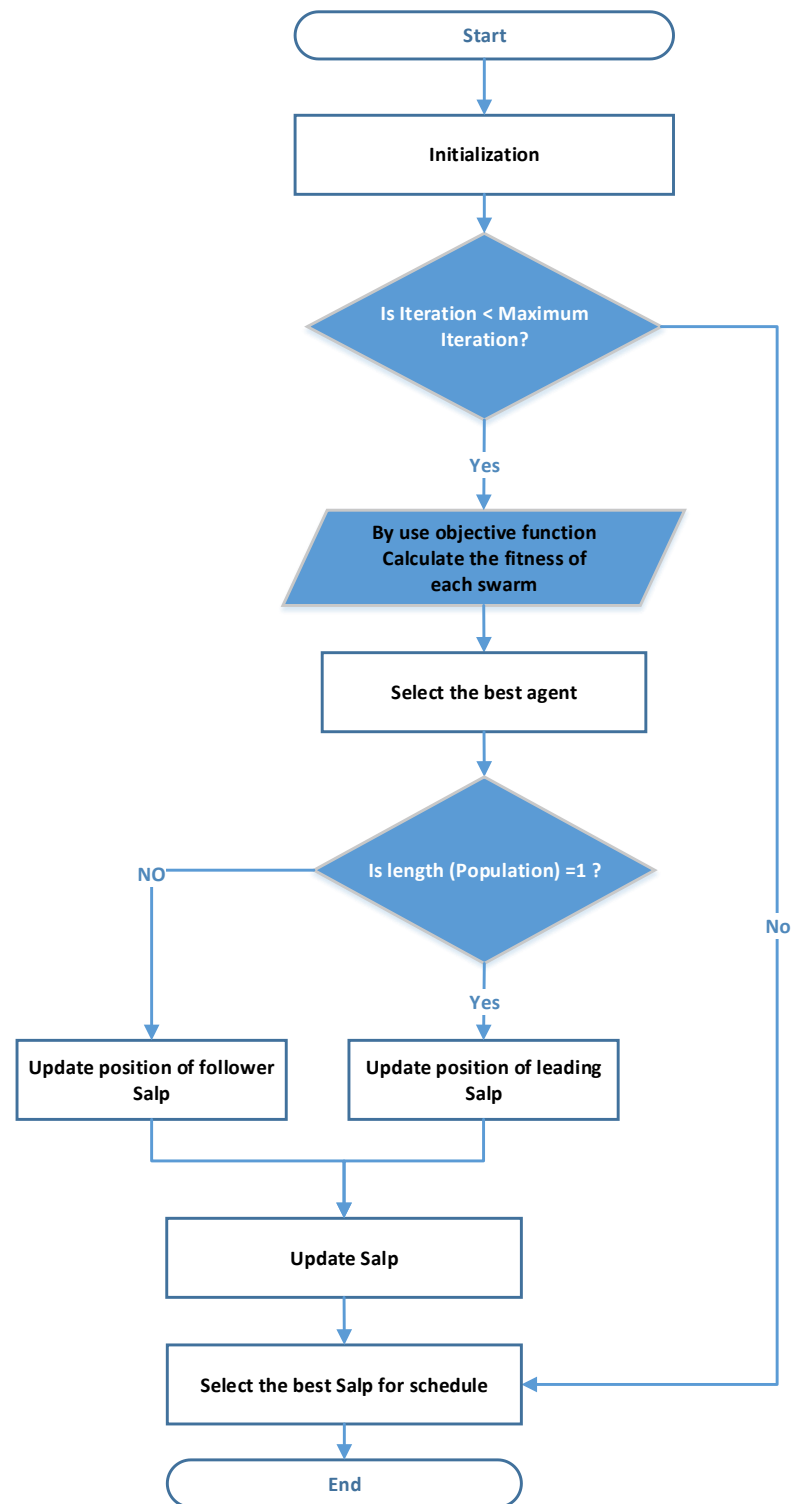 Start
Initialization
Is Iteration < Maximum
Iteration?
Yes
By use objective function
Calculate the fitness of
each swarm
Select the best agent
Is length (Population) =1 ?
NO
No
Yes
Update position of follower
Salp
Update position of leading
Salp
Update Salp
Select the best Salp for schedule
End